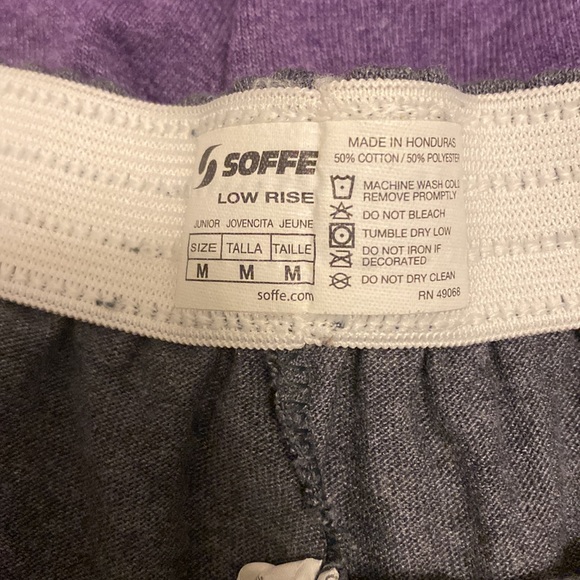 SOFFE
LOW RISE
JUNIOR JOVENCITA JEUNE
SIZE TALLA TAILLE
M M M
soffe.com
MADE IN HONDURAS
50% COTTON / 50% POLYESTER
MACHINE WASH COLD
REMOVE PROMPTLY
DO NOT BLEACH
TUMBLE DRY LOW
DO NOT IRON IF
DECORATED
DO NOT DRY CLEAN
RN 49068